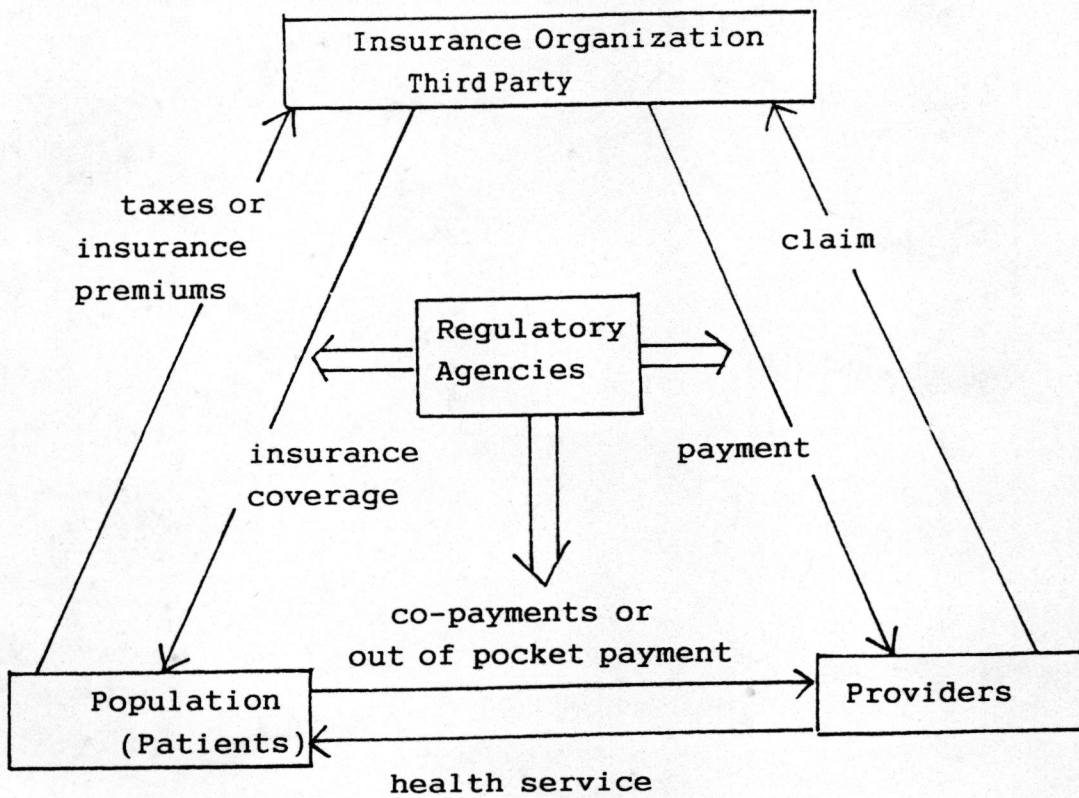 Insurance Organization
Third Party
taxes or
insurance
premiums
claim
Regulatory
Agencies
insurance
coverage
payment
co-payments or
out of pocket payment
Population
(Patients)
Providers
health service